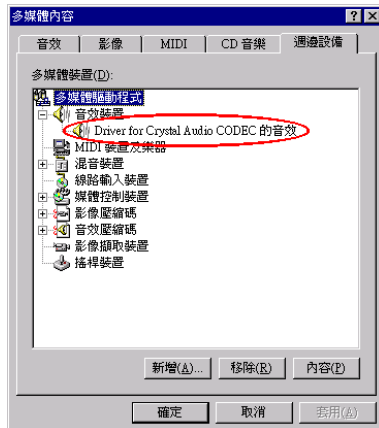 多媒體內容
音效 影像 MIDI CD 音樂 週邊設備
多媒體裝置(D):
多媒體驅動程式
音效裝置
Driver for Crystal Audio CODEC 的音效
MIDI 裝置及樂器
混音裝置
線路輸入裝置
媒體控制裝置
影像壓縮碼
音效壓縮碼
影像擷取裝置
搖桿裝置
新增(A)... 移除(R) 內容(P)
確定 取消 套用(A)